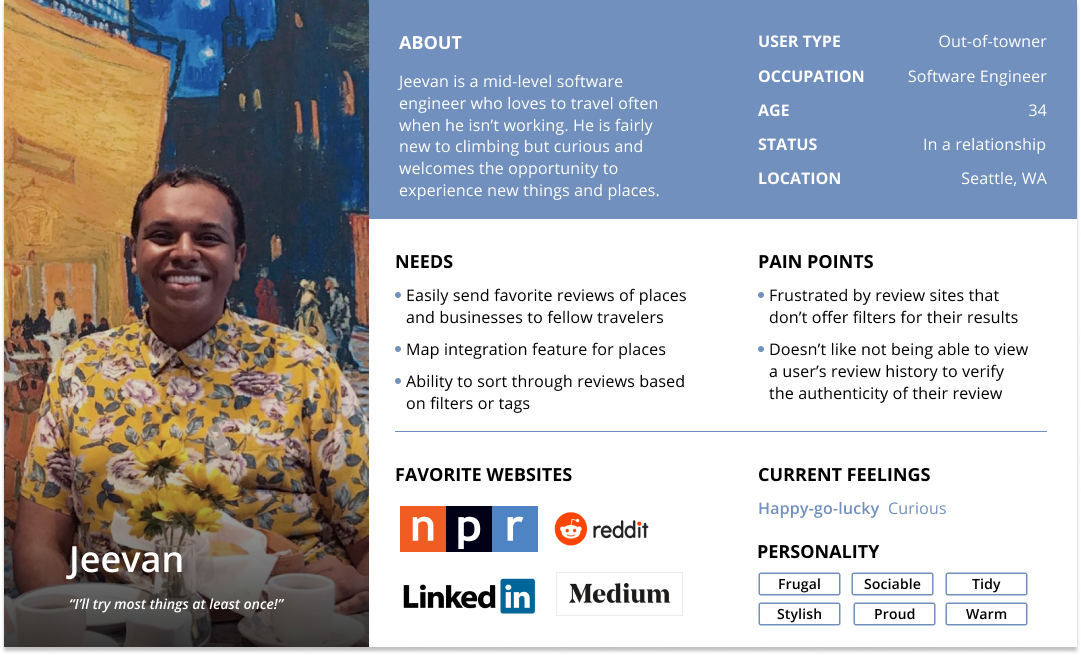 ABOUT
Jeevan is a mid-level software
engineer who loves to travel often
when he isn’t working. He is fairly
new to climbing but curious and
welcomes the opportunity to
experience new things and places.
USER TYPE Out-of-towner
OCCUPATION Software Engineer
AGE 34
STATUS In a relationship
LOCATION Seattle, WA
NEEDS
• Easily send favorite reviews of places
and businesses to fellow travelers
• Map integration feature for places
• Ability to sort through reviews based
on filters or tags
PAIN POINTS
• Frustrated by review sites that
don’t offer filters for their results
• Doesn’t like not being able to view
a user’s review history to verify
the authenticity of their review
FAVORITE WEBSITES
npr reddit
Linked in Medium
CURRENT FEELINGS
Happy-go-lucky Curious
PERSONALITY
Frugal Sociable Tidy
Stylish Proud Warm
Jeevan
“I’ll try most things at least once!”